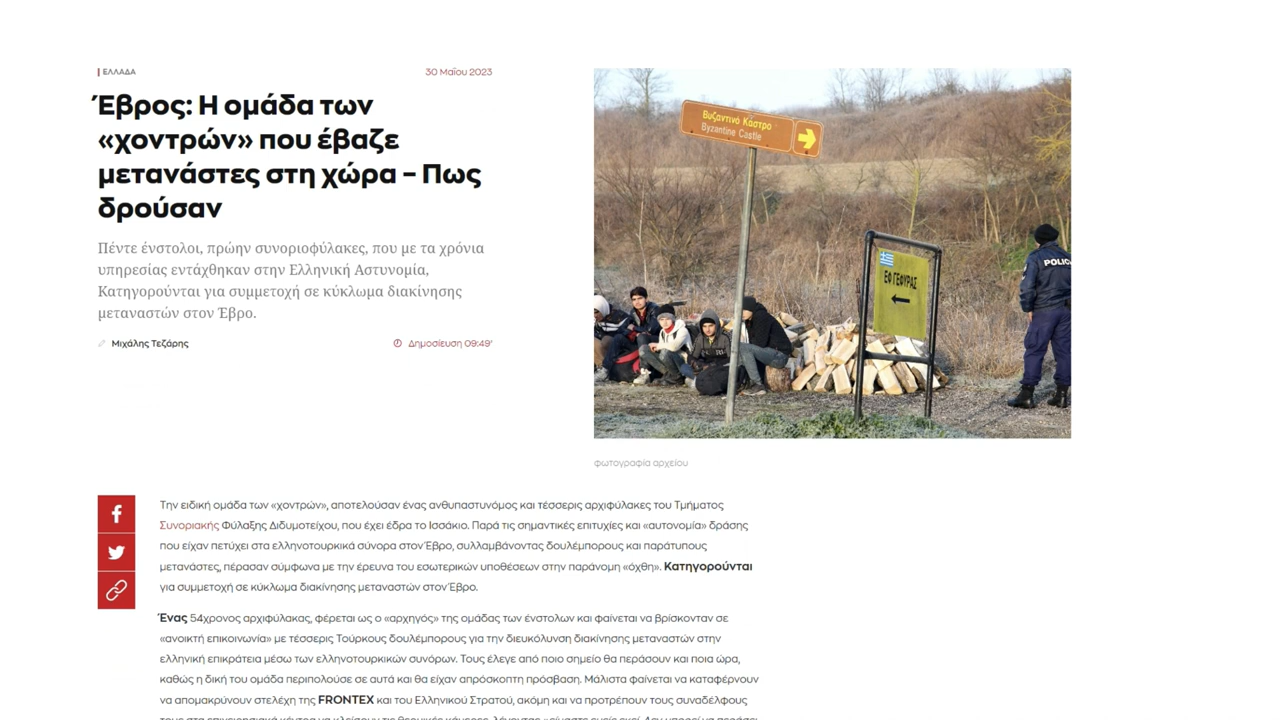 ΕΛΛΑΔΑ
30 Μαΐου 2023
Έβρος: Η ομάδα των
«χοντρών» που έβαζε
μετανάστες στη χώρα – Πως
δρούσαν
Πέντε ένστολοι, πρώην συνοριοφύλακες, που με τα χρόνια
υπηρεσίας εντάχθηκαν στην Ελληνική Αστυνομία,
Κατηγορούνται για συμμετοχή σε κύκλωμα διακίνησης
μεταναστών στον Έβρο.
Μιχάλης Τεζάρης
Δημοσίευση 09:49'
Βυζαντινό Κάστρο
Byzantine Castle
ΕΦ ΓΕΦΥΡΑΣ
POLICE
φωτογραφία αρχείου
Την ειδική ομάδα των «χοντρών», αποτελούσαν ένας ανθυπαστυνόμος και τέσσερις αρχιφύλακες του Τμήματος
Συνοριακής Φύλαξης Διδυμοτείχου, που έχει έδρα το Ισσάκιο. Παρά τις σημαντικές επιτυχίες και «αυτονομία» δράσης
που είχαν πετύχει στα ελληνοτουρκικά σύνορα στον Έβρο, συλλαμβάνοντας δουλέμπορους και παράτυπους
μετανάστες, πέρασαν σύμφωνα με την έρευνα του εσωτερικών υποθέσεων στην παράνομη «όχθη». Κατηγορούνται
για συμμετοχή σε κύκλωμα διακίνησης μεταναστών στον Έβρο.
Ένας 54χρονος αρχιφύλακας, φέρεται ως ο «αρχηγός» της ομάδας των ένστολων και φαίνεται να βρίσκονταν σε
«ανοικτή επικοινωνία» με τέσσερις Τούρκους δουλέμπορους για την διευκόλυνση διακίνησης μεταναστών στην
ελληνική επικράτεια μέσω των ελληνοτουρκικών συνόρων. Τους έλεγε από ποιο σημείο θα περάσουν και ποια ώρα,
καθώς η δική του ομάδα περιπολούσε σε αυτά και θα είχαν απρόσκοπτη πρόσβαση. Μάλιστα φαίνεται να καταφέρνουν
να απομακρύνουν στελέχη της FRONTEX και του Ελληνικού Στρατού, ακόμη και να προτρέπουν τους συναδέλφους